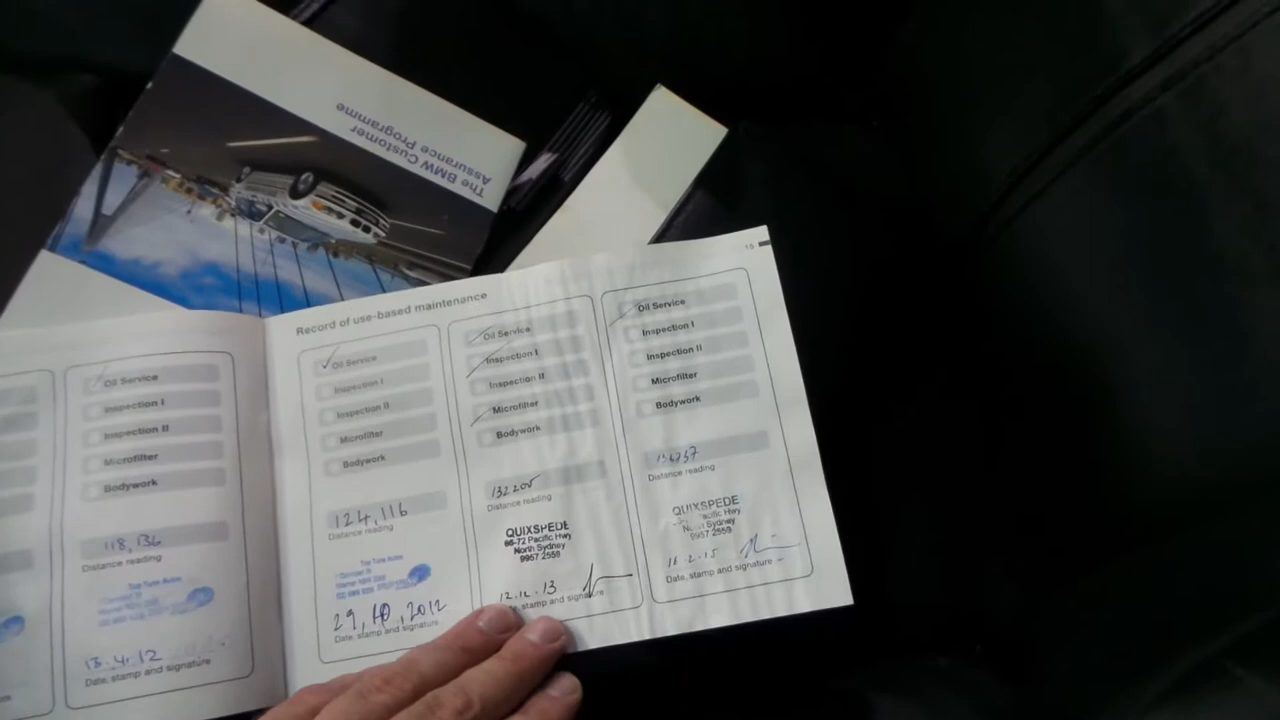 The BMW Customer
Assurance Programme
Record of use-based maintenance
15
Oil Service
Inspection I
Inspection II
Microfilter
Bodywork
118,136
Distance reading
Top Tune Autos
13.4.12
Date, stamp and signature
Oil Service
Inspection I
Inspection II
Microfilter
Bodywork
124,116
Distance reading
Top Tune Autos
29,10,2012
Date, stamp and signature
Oil Service
Inspection I
Inspection II
Microfilter
Bodywork
132200
Distance reading
QUIXSPEDE
66-72 Pacific Hwy
North Sydney
9957 2559
12.12.13
stamp and signature
Oil Service
Inspection I
Inspection II
Microfilter
Bodywork
Distance reading
QUIXSPEDE
Pacific Hwy
North Sydney
9957 2559
16.2.15
Date, stamp and signature